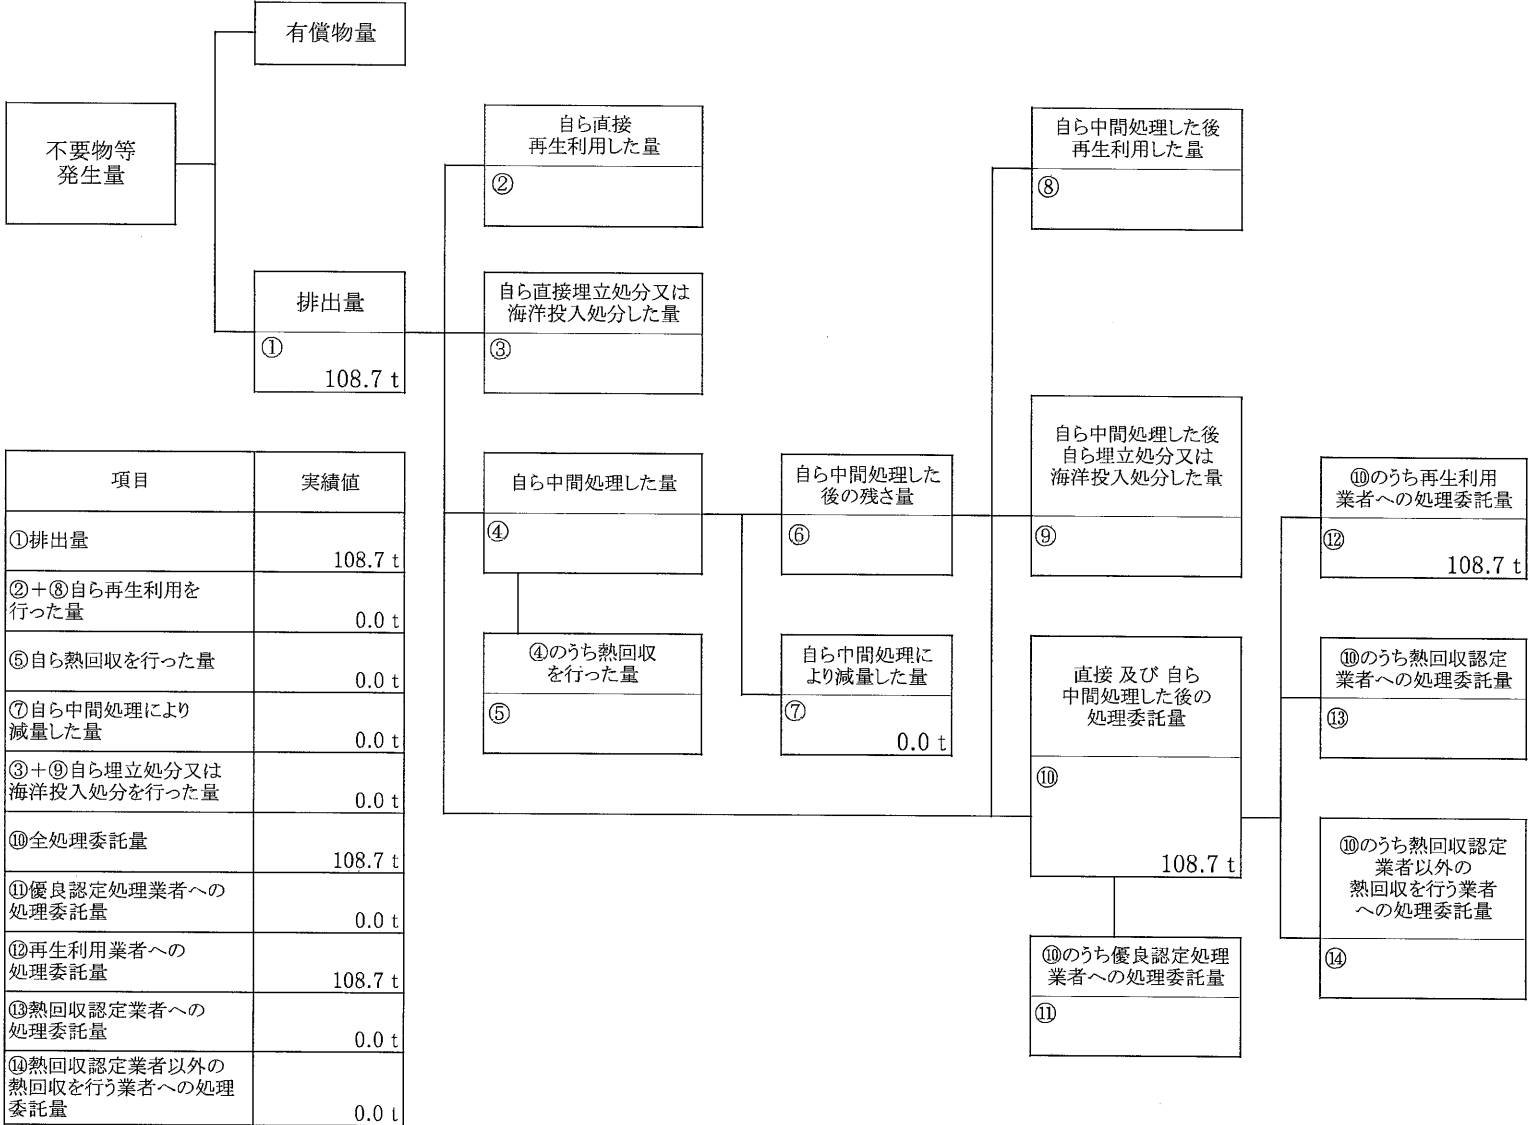 有償物量
不要物等
発生量
排出量
①
108.7 t
自ら直接
再生利用した量
②
自ら直接埋立処分又は
海洋投入処分した量
③
自ら中間処理した量
④
④のうち熱回収
を行った量
⑤
自ら中間処理した
後の残さ量
⑥
自ら中間処理に
より減量した量
⑦
0.0 t
自ら中間処理した後
再生利用した量
⑧
自ら中間処理した後
自ら埋立処分又は
海洋投入処分した量
⑨
直接 及び 自ら
中間処理した後の
処理委託量
⑩
108.7 t
⑩のうち優良認定処理
業者への処理委託量
⑪
⑩のうち再生利用
業者への処理委託量
⑫
108.7 t
⑩のうち熱回収認定
業者への処理委託量
⑬
⑩のうち熱回収認定
業者以外の
熱回収を行う業者
への処理委託量
⑭
項目 実績値
①排出量
108.7 t
②＋⑧自ら再生利用を
行った量
0.0 t
⑤自ら熱回収を行った量
0.0 t
⑦自ら中間処理により
減量した量
0.0 t
③＋⑨自ら埋立処分又は
海洋投入処分を行った量
0.0 t
⑩全処理委託量
108.7 t
⑪優良認定処理業者への
処理委託量
0.0 t
⑫再生利用業者への
処理委託量
108.7 t
⑬熱回収認定業者への
処理委託量
0.0 t
⑭熱回収認定業者以外の
熱回収を行う業者への処理
委託量
0.0 t